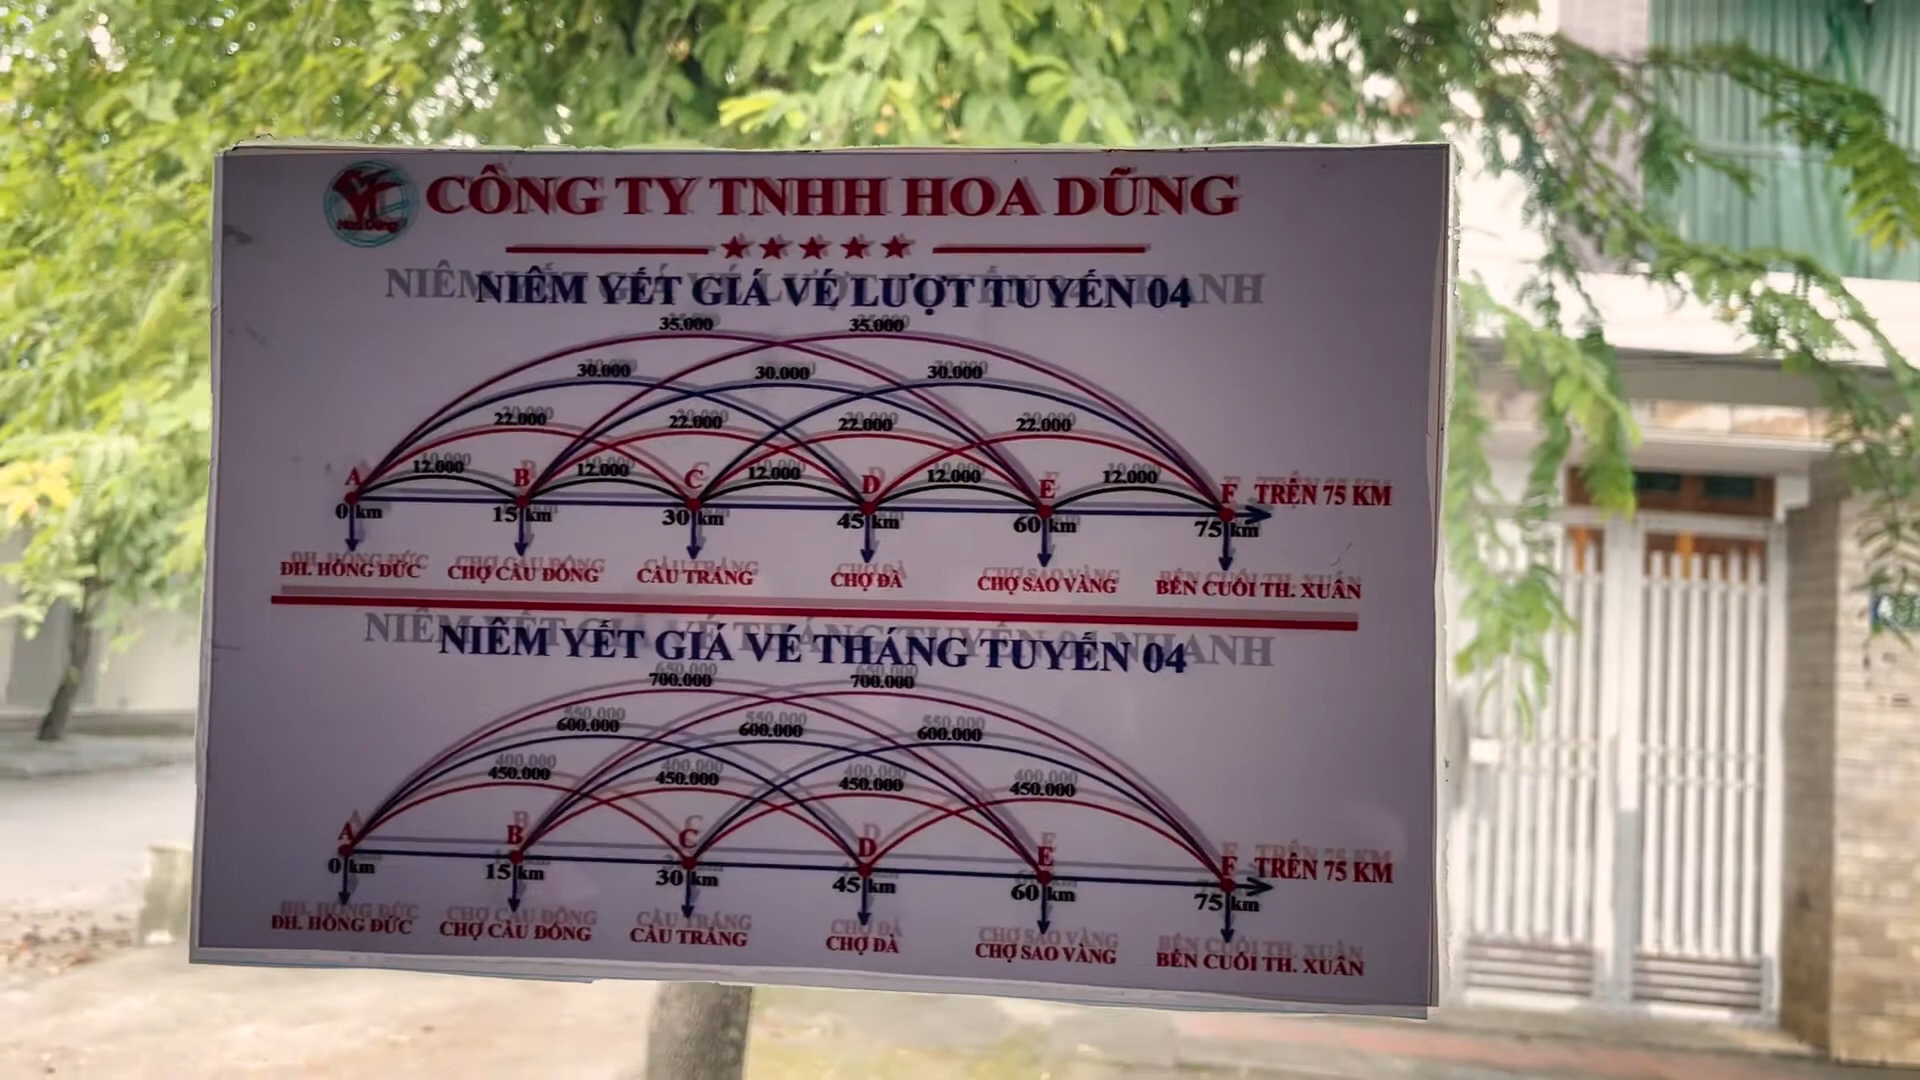 Hoa Dũng
CÔNG TY TNHH HOA DŨNG
NIÊM YẾT GIÁ VÉ LƯỢT TUYẾN 04
35.000 35.000
30.000 30.000 30.000
22.000 22.000 22.000 22.000
12.000 12.000 12.000 12.000 12.000
A B C D E F TRÊN 75 KM
0 km 15 km 30 km 45 km 60 km 75 km
ĐH. HỒNG ĐỨC CHỢ CẦU ĐỐNG CẦU TRẮNG CHỢ ĐÀ CHỢ SAO VÀNG BẾN CUỐI TH. XUÂN
NIÊM YẾT GIÁ VÉ THÁNG TUYẾN 04
700.000 700.000
600.000 600.000 600.000
450.000 450.000 450.000 450.000
A B C D E F TRÊN 75 KM
0 km 15 km 30 km 45 km 60 km 75 km
ĐH. HỒNG ĐỨC CHỢ CẦU ĐỐNG CẦU TRẮNG CHỢ ĐÀ CHỢ SAO VÀNG BẾN CUỐI TH. XUÂN